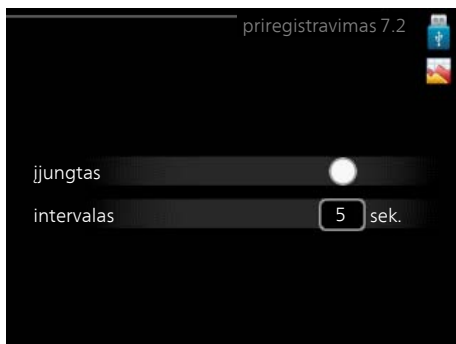 priregistravimas 7.2
įjungtas
intervalas 5 sek.